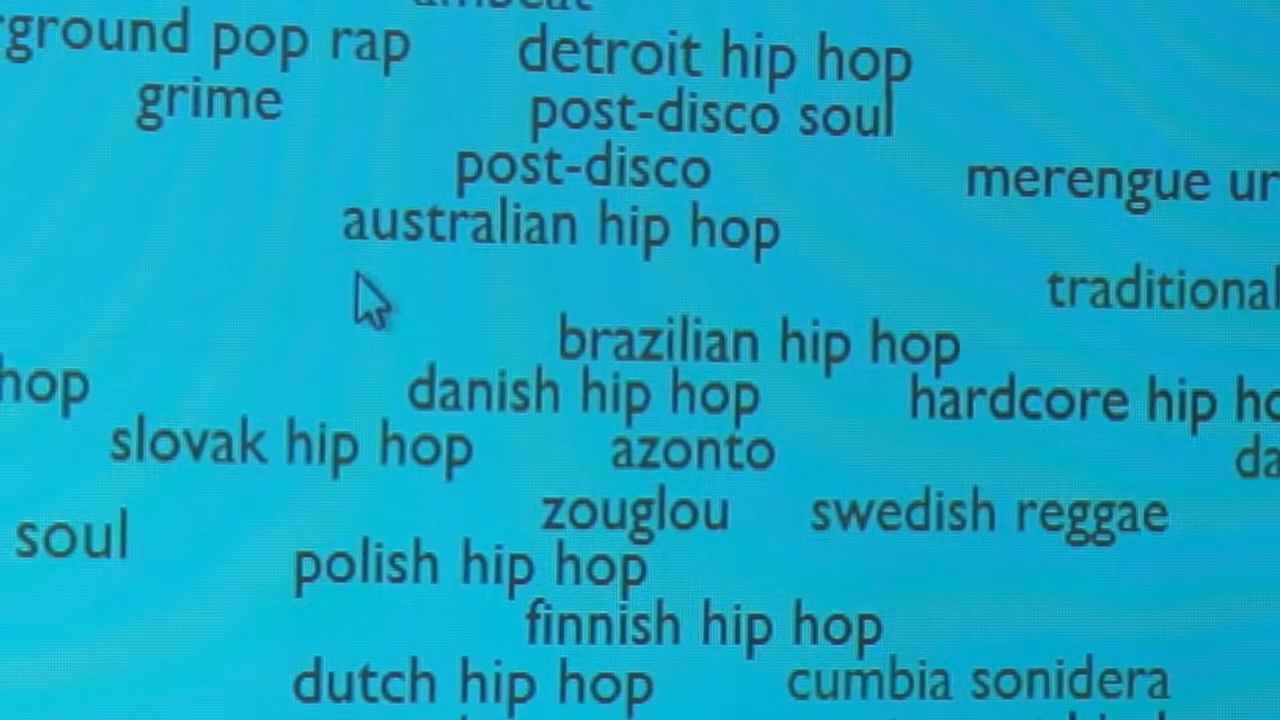 ground pop rap
detroit hip hop
grime
post-disco soul
post-disco
merengue
australian hip hop
traditional
brazilian hip hop
hop
danish hip hop
hardcore hip
slovak hip hop
azonto
zouglou
swedish reggae
soul
polish hip hop
finnish hip hop
dutch hip hop
cumbia sonidera